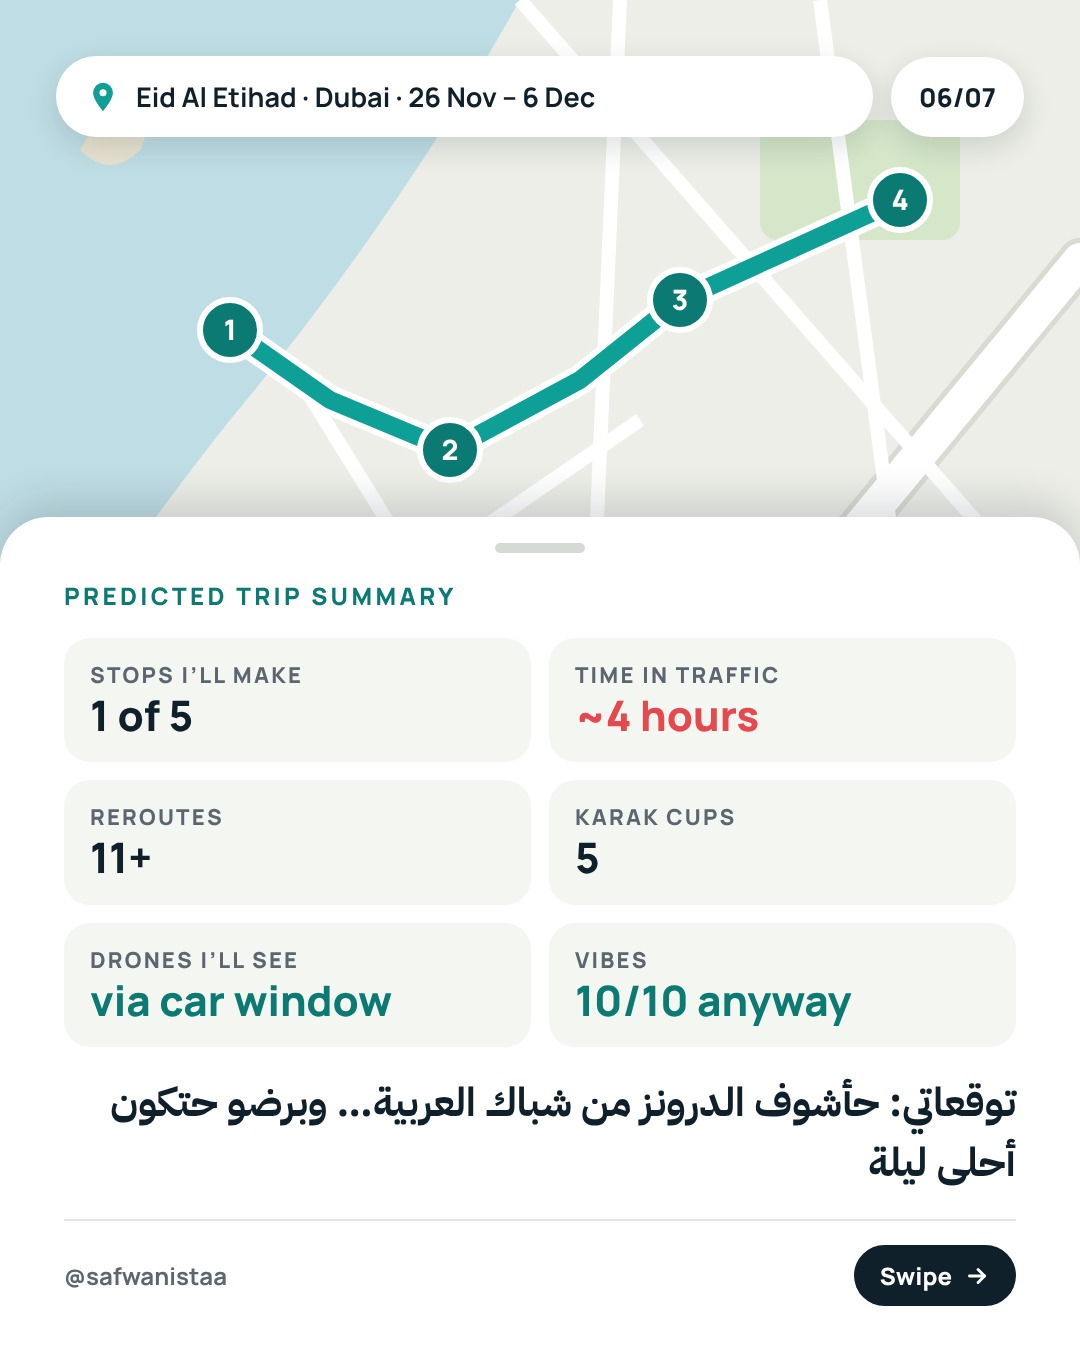 Eid Al Etihad · Dubai · 26 Nov – 6 Dec
06/07
1
2
3
4
PREDICTED TRIP SUMMARY
STOPS I’LL MAKE
1 of 5
TIME IN TRAFFIC
~4 hours
REROUTES
11+
KARAK CUPS
5
DRONES I’LL SEE
via car window
VIBES
10/10 anyway
توقعاتي: حأشوف الدرونز من شباك العربية... وبرضو حتكون
أحلى ليلة
@safwanistaa
Swipe →